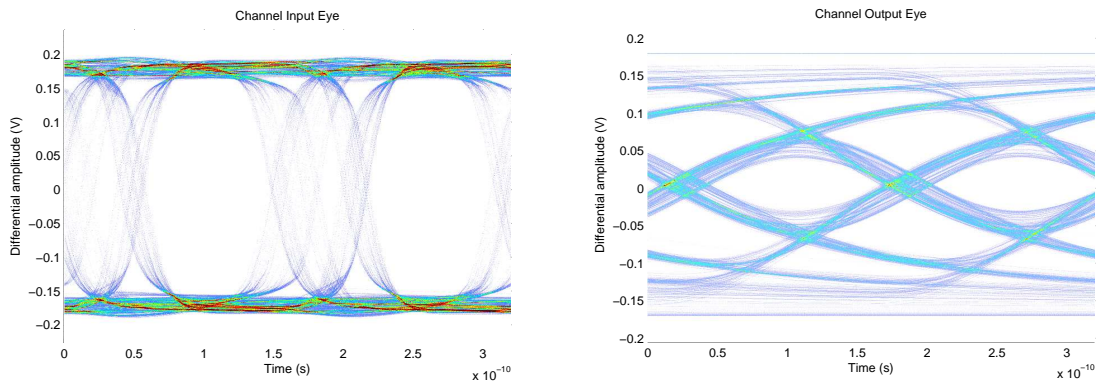 Channel Input Eye
Differential amplitude (V)
0.2
0.15
0.1
0.05
0
−0.05
−0.1
−0.15
−0.2
0 0.5 1 1.5 2 2.5 3
Time (s)
x 10⁻¹⁰
Channel Output Eye
Differential amplitude (V)
0.2
0.15
0.1
0.05
0
−0.05
−0.1
−0.15
−0.2
0 0.5 1 1.5 2 2.5 3
Time (s)
x 10⁻¹⁰